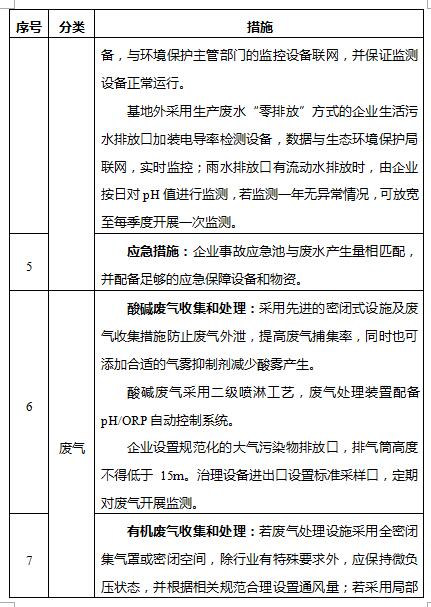 序号 分类 措施
备，与环境保护主管部门的监控设备联网，并保证监测
设备正常运行。
基地外采用生产废水“零排放”方式的企业生活污
水排放口加装电导率检测设备，数据与生态环境保护局
联网，实时监控；雨水排放口有流动水排放时，由企业
按日对 pH 值进行监测，若监测一年无异常情况，可放宽
至每季度开展一次监测。
5
应急措施：企业事故应急池与废水产生量相匹配，
并配备足够的应急保障设备和物资。
6
废气
酸碱废气收集和处理：采用先进的密闭式设施及废
气收集措施防止废气外泄，提高废气捕集率，同时也可
添加合适的气雾抑制剂减少酸雾产生。
酸碱废气采用二级喷淋工艺，废气处理装置配备
pH/ORP 自动控制系统。
企业设置规范化的大气污染物排放口，排气筒高度
不得低于 15m。治理设备进出口设置标准采样口，定期
对废气开展监测。
7
有机废气收集和处理：若废气处理设施采用全密闭
集气罩或密闭空间，除行业有特殊要求外，应保持微负
压状态，并根据相关规范合理设置通风量；若采用局部